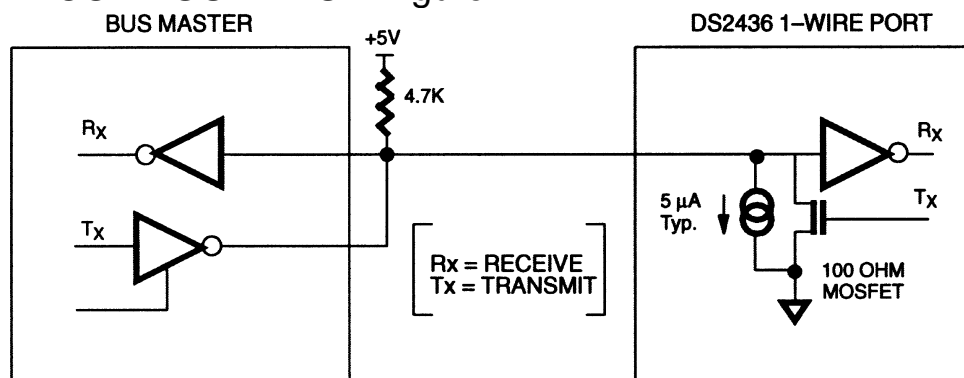 BUS MASTER
DS2436 1–WIRE PORT
+5V
4.7K
RX
RX
TX
5 μA
Typ.
TX
Rx = RECEIVE
Tx = TRANSMIT
100 OHM
MOSFET